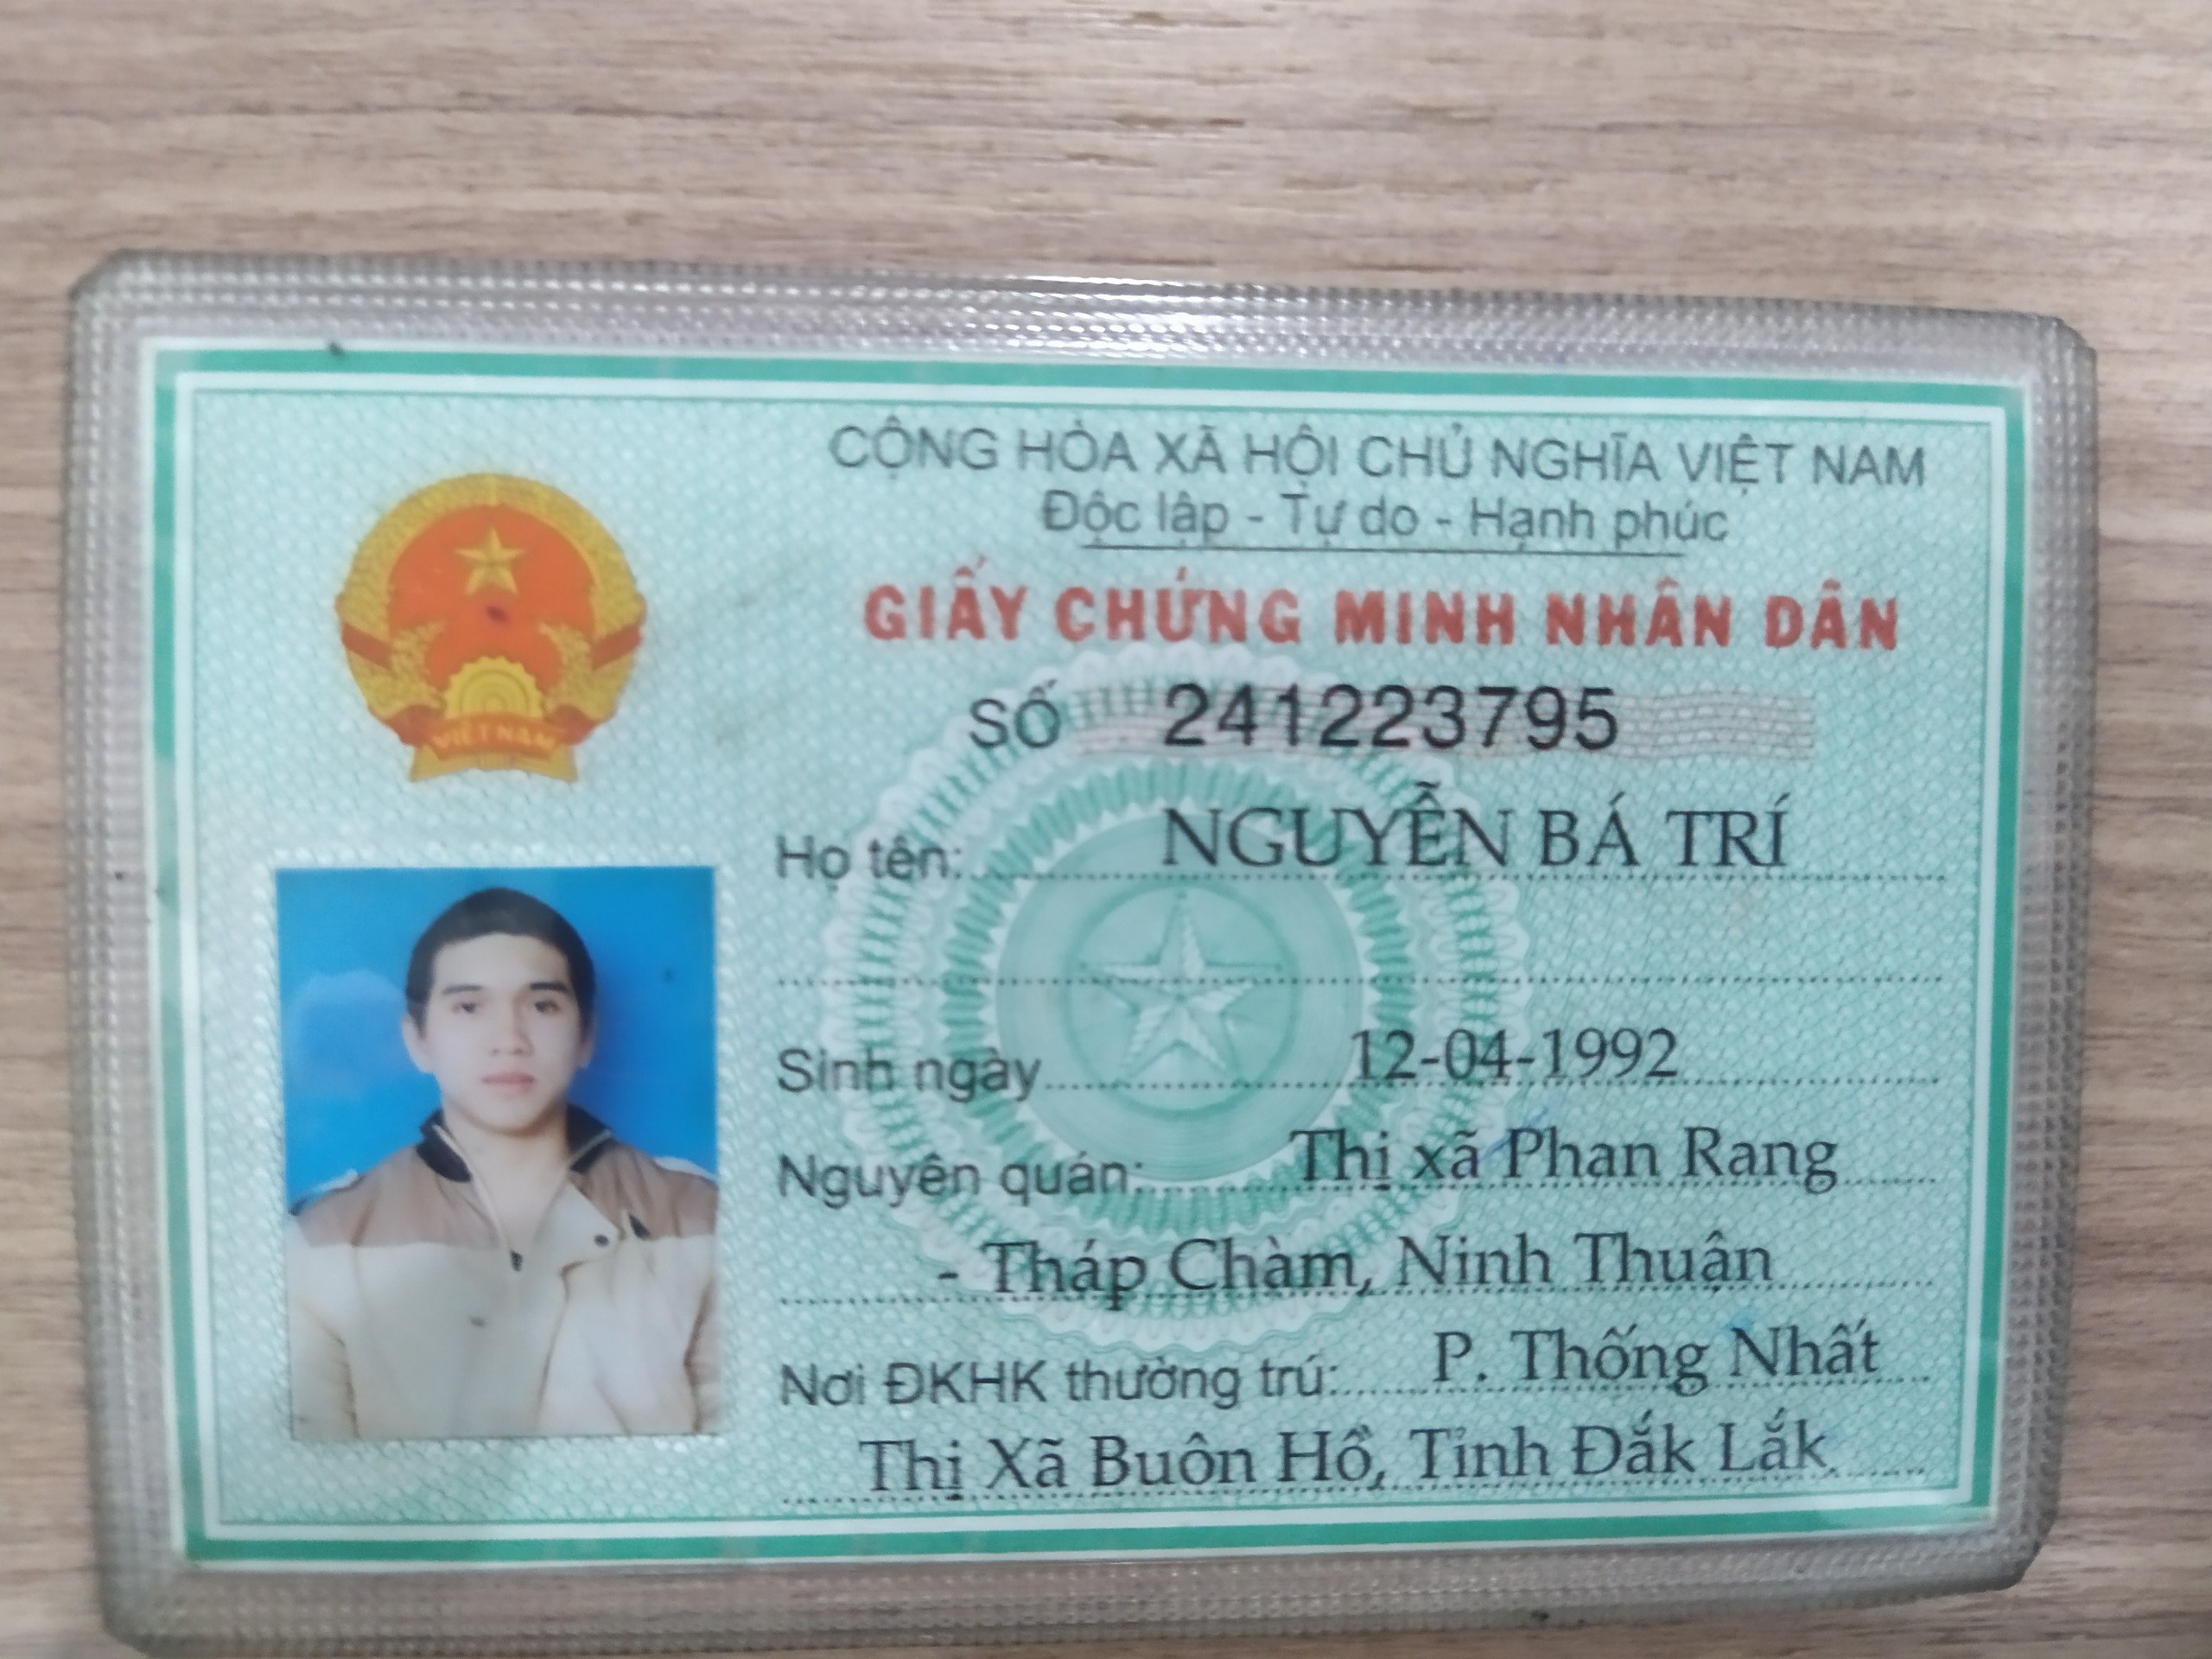 CỘNG HÒA XÃ HỘI CHỦ NGHĨA VIỆT NAM
Độc lập - Tự do - Hạnh phúc
GIẤY CHỨNG MINH NHÂN DÂN
SỐ 241223795
Họ tên: NGUYỄN BÁ TRÍ
Sinh ngày 12-04-1992
Nguyên quán: Thị xã Phan Rang
- Tháp Chàm, Ninh Thuận
Nơi ĐKHK thường trú: P. Thống Nhất
Thị Xã Buôn Hồ, Tỉnh Đắk Lắk
VIỆT NAM